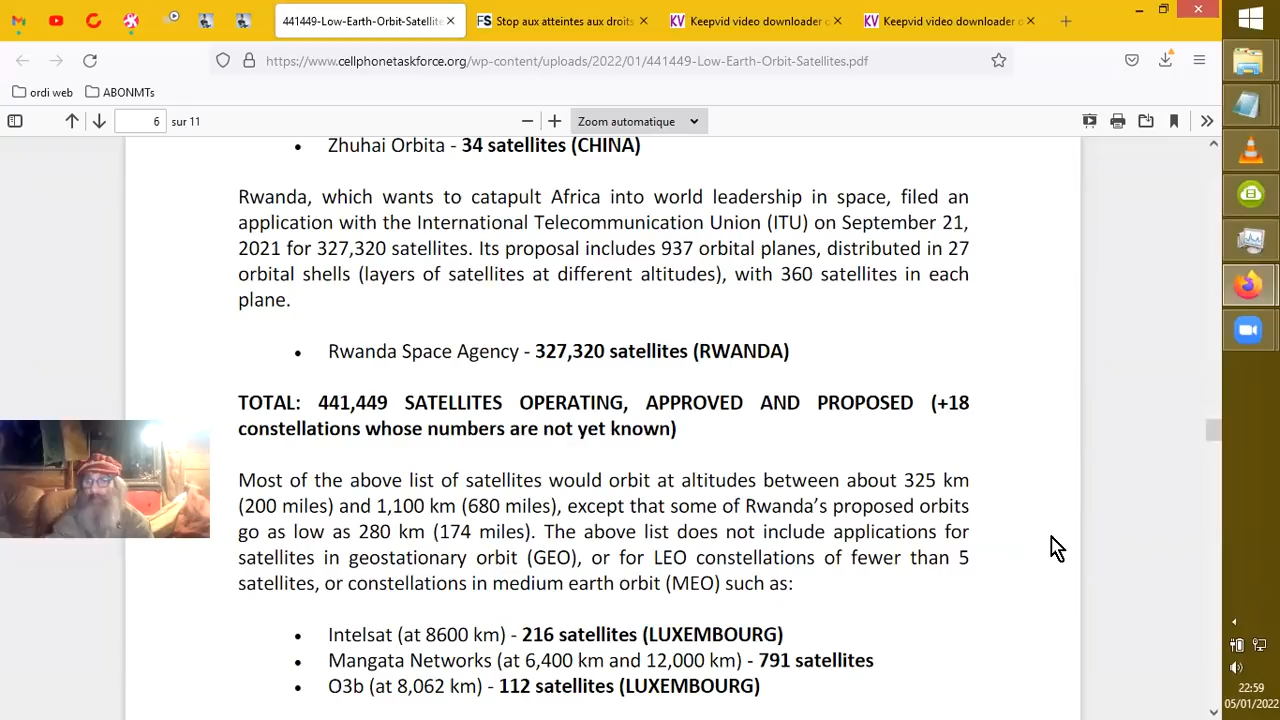 441449-Low-Earth-Orbit-Satellite
Stop aux atteintes aux droits
Keepvid video downloader
Keepvid video downloader
https://www.cellphonetaskforce.org/wp-content/uploads/2022/01/441449-Low-Earth-Orbit-Satellites.pdf
ordi web
ABONMTs
6 sur 11
Zoom automatique
• Zhuhai Orbita - 34 satellites (CHINA)
Rwanda, which wants to catapult Africa into world leadership in space, filed an
application with the International Telecommunication Union (ITU) on September 21,
2021 for 327,320 satellites. Its proposal includes 937 orbital planes, distributed in 27
orbital shells (layers of satellites at different altitudes), with 360 satellites in each
plane.
• Rwanda Space Agency - 327,320 satellites (RWANDA)
TOTAL: 441,449 SATELLITES OPERATING, APPROVED AND PROPOSED (+18
constellations whose numbers are not yet known)
Most of the above list of satellites would orbit at altitudes between about 325 km
(200 miles) and 1,100 km (680 miles), except that some of Rwanda's proposed orbits
go as low as 280 km (174 miles). The above list does not include applications for
satellites in geostationary orbit (GEO), or for LEO constellations of fewer than 5
satellites, or constellations in medium earth orbit (MEO) such as:
• Intelsat (at 8600 km) - 216 satellites (LUXEMBOURG)
• Mangata Networks (at 6,400 km and 12,000 km) - 791 satellites
• O3b (at 8,062 km) - 112 satellites (LUXEMBOURG)
22:59
05/01/2022